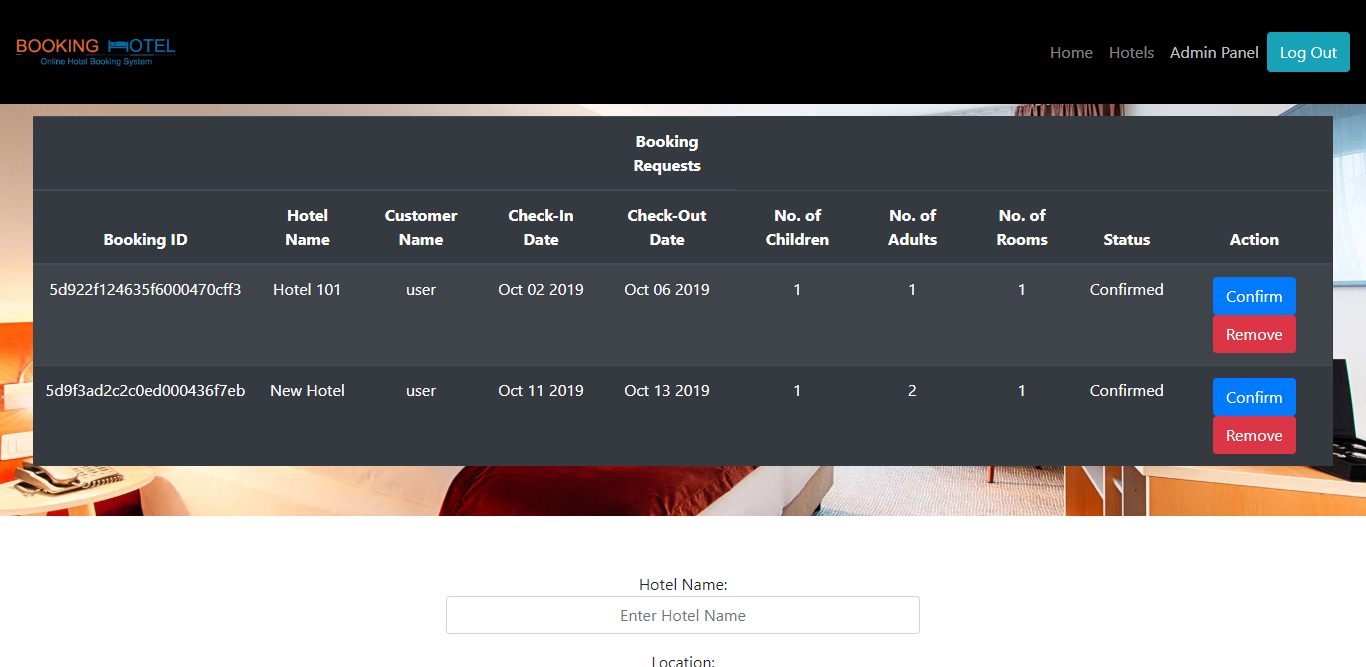 BOOKING HOTEL
Online Hotel Booking System
Home Hotels Admin Panel Log Out
Booking
Requests
Booking ID Hotel Name Customer Name Check-In Date Check-Out Date No. of Children No. of Adults No. of Rooms Status Action
5d922f124635f6000470cff3 Hotel 101 user Oct 02 2019 Oct 06 2019 1 1 1 Confirmed Confirm
Remove
5d9f3ad2c2c0ed000436f7eb New Hotel user Oct 11 2019 Oct 13 2019 1 2 1 Confirmed Confirm
Remove
Hotel Name:
Enter Hotel Name
Location: